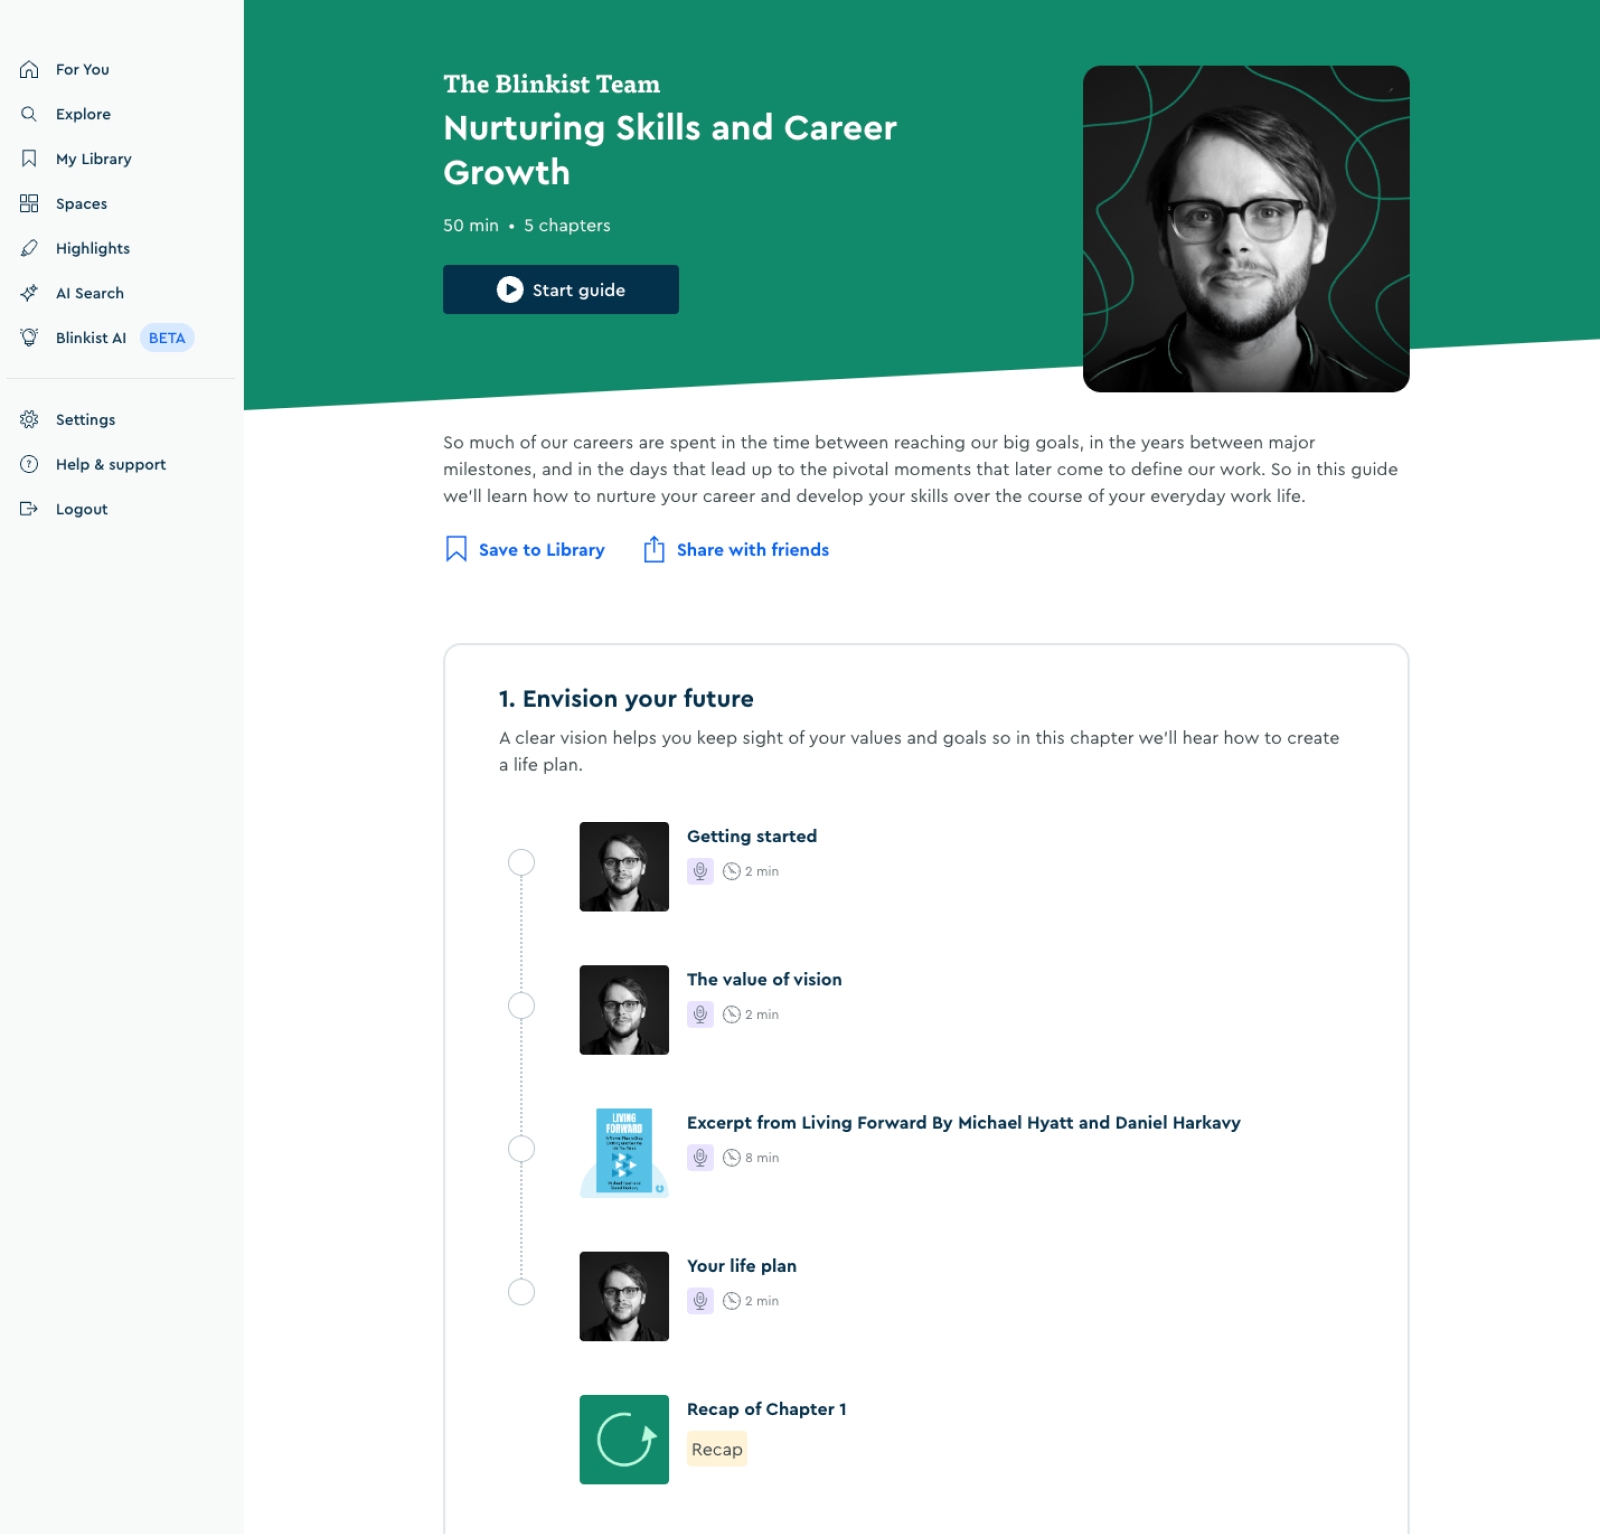 For You
Explore
My Library
Spaces
Highlights
AI Search
Blinkist AI BETA
Settings
Help & support
Logout
The Blinkist Team
Nurturing Skills and Career
Growth
50 min • 5 chapters
Start guide
So much of our careers are spent in the time between reaching our big goals, in the years between major
milestones, and in the days that lead up to the pivotal moments that later come to define our work. So in this guide
we'll learn how to nurture your career and develop your skills over the course of your everyday work life.
Save to Library
Share with friends
1. Envision your future
A clear vision helps you keep sight of your values and goals so in this chapter we'll hear how to create
a life plan.
Getting started
2 min
The value of vision
2 min
LIVING
FORWARD
Excerpt from Living Forward By Michael Hyatt and Daniel Harkavy
8 min
Your life plan
2 min
Recap of Chapter 1
Recap